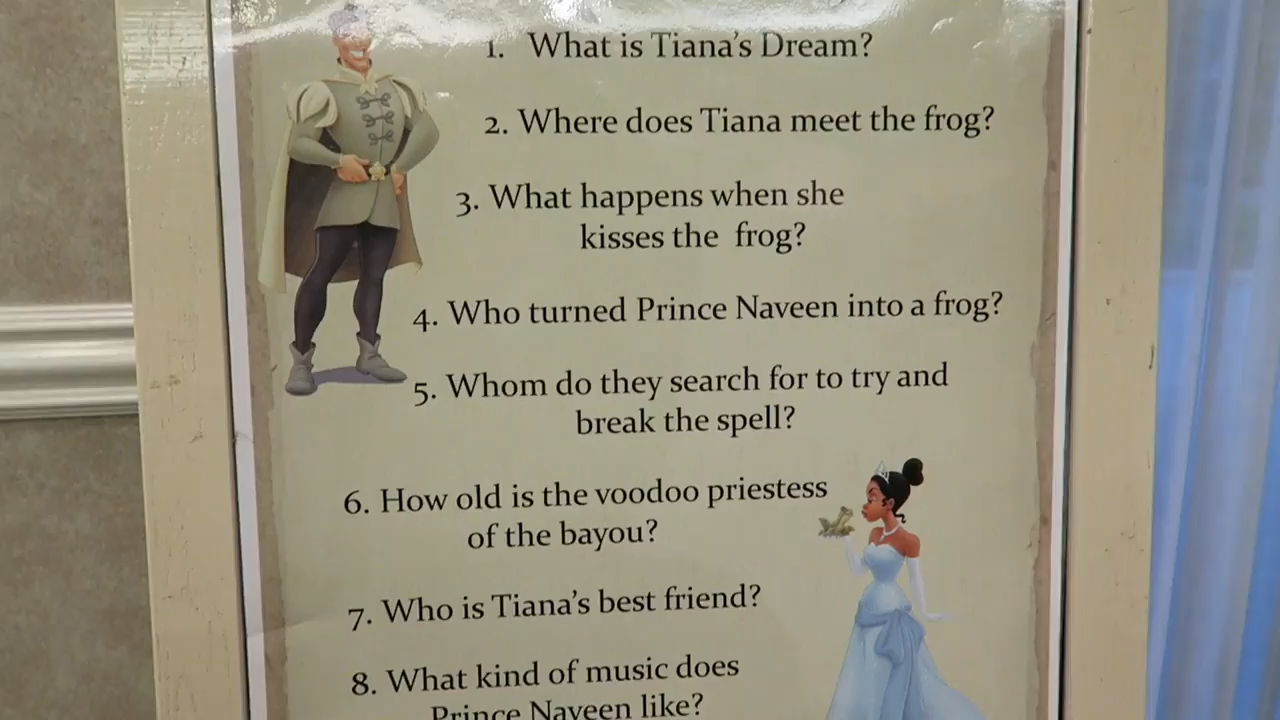 1. What is Tiana's Dream?
2. Where does Tiana meet the frog?
3. What happens when she
kisses the frog?
4. Who turned Prince Naveen into a frog?
5. Whom do they search for to try and
break the spell?
6. How old is the voodoo priestess
of the bayou?
7. Who is Tiana's best friend?
8. What kind of music does
Prince Naveen like?